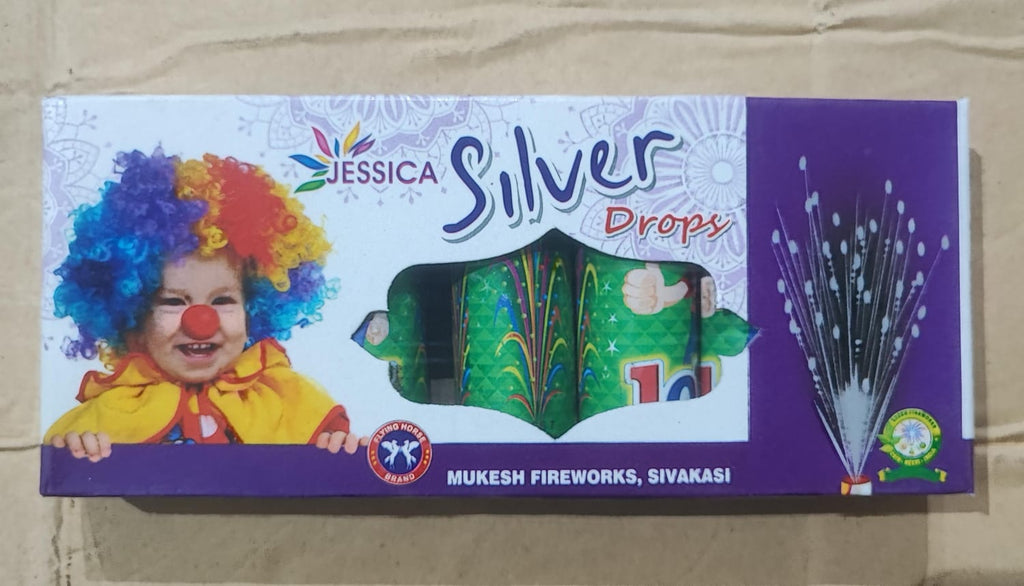 JESSICA
Silver
Drops
FLYING HORSE
BRAND
MUKESH FIREWORKS, SIVAKASI